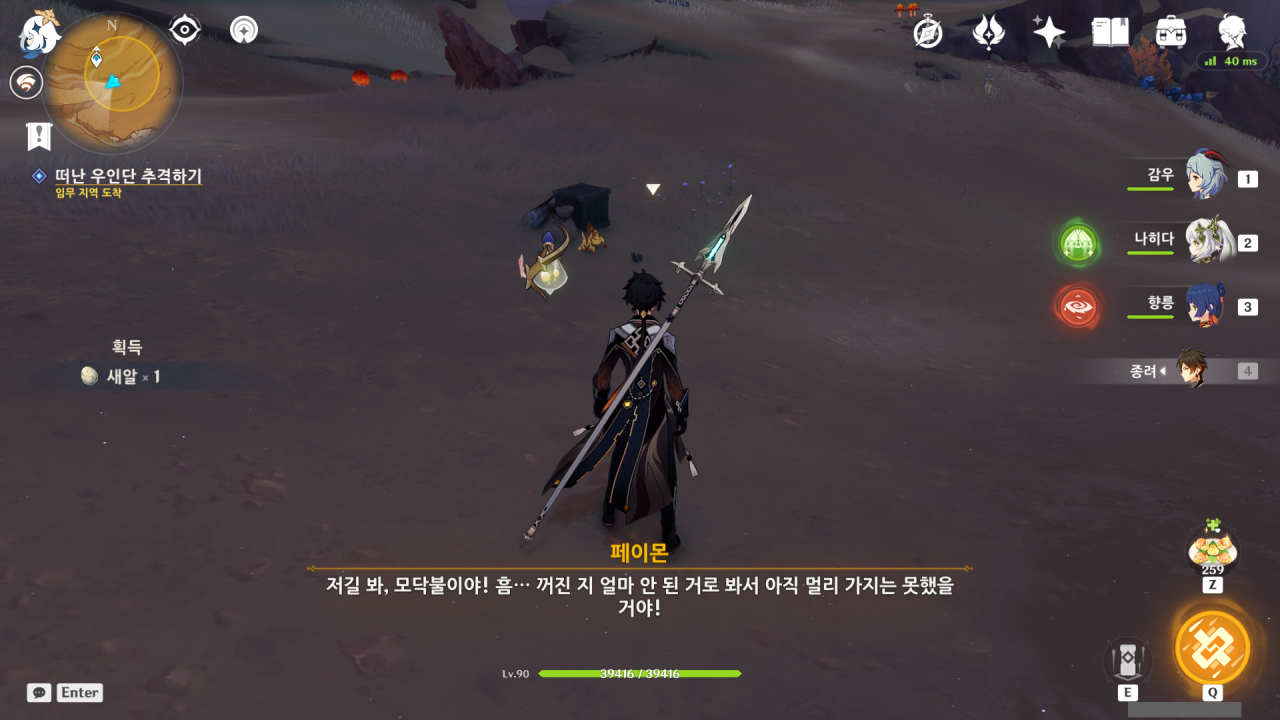 N
40 ms
떠난 우인단 추격하기
임무 지역 도착
감우
1
나히다
2
향릉
3
종려
4
획득
새알 × 1
페이몬
저길 봐, 모닥불이야! 흠… 꺼진 지 얼마 안 된 거로 봐서 아직 멀리 가지는 못했을
거야!
259
Z
Lv.90
39416 / 39416
Enter
E
Q